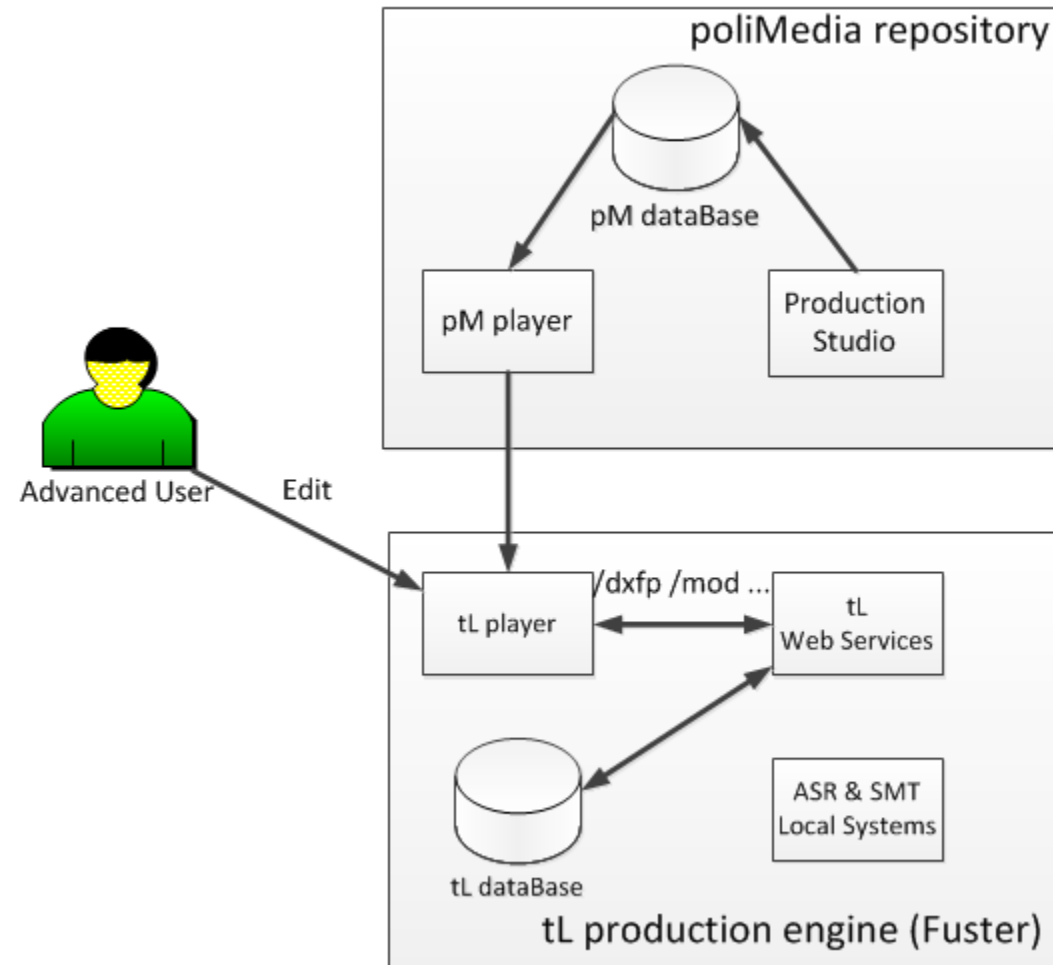 poliMedia repository
pM dataBase
pM player
Production
Studio
Advanced User
Edit
/dxfp /mod ...
tL player
tL
Web Services
ASR & SMT
Local Systems
tL dataBase
tL production engine (Fuster)